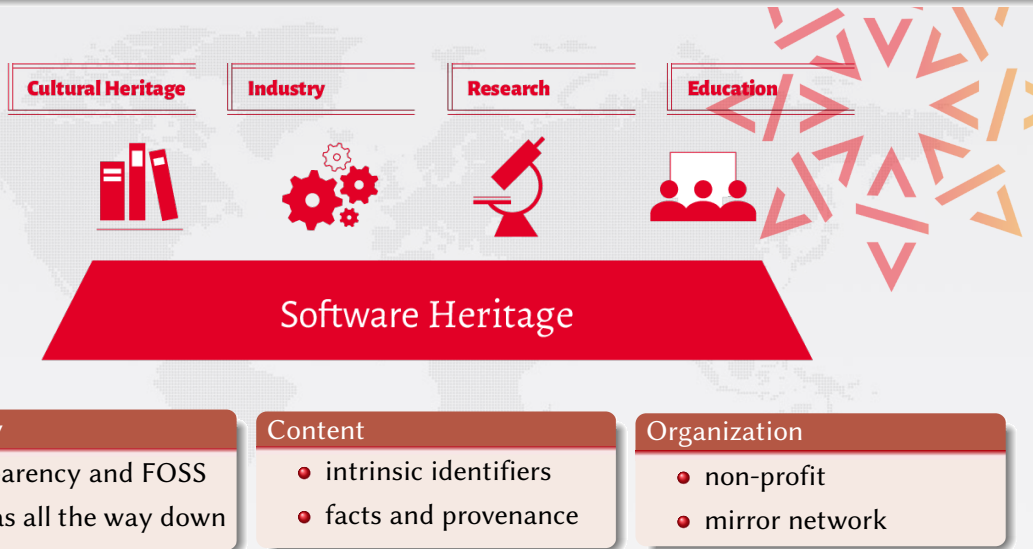 Cultural Heritage
Industry
Research
Education
Software Heritage
parency and FOSS
as all the way down
Content
intrinsic identifiers
facts and provenance
Organization
non-profit
mirror network